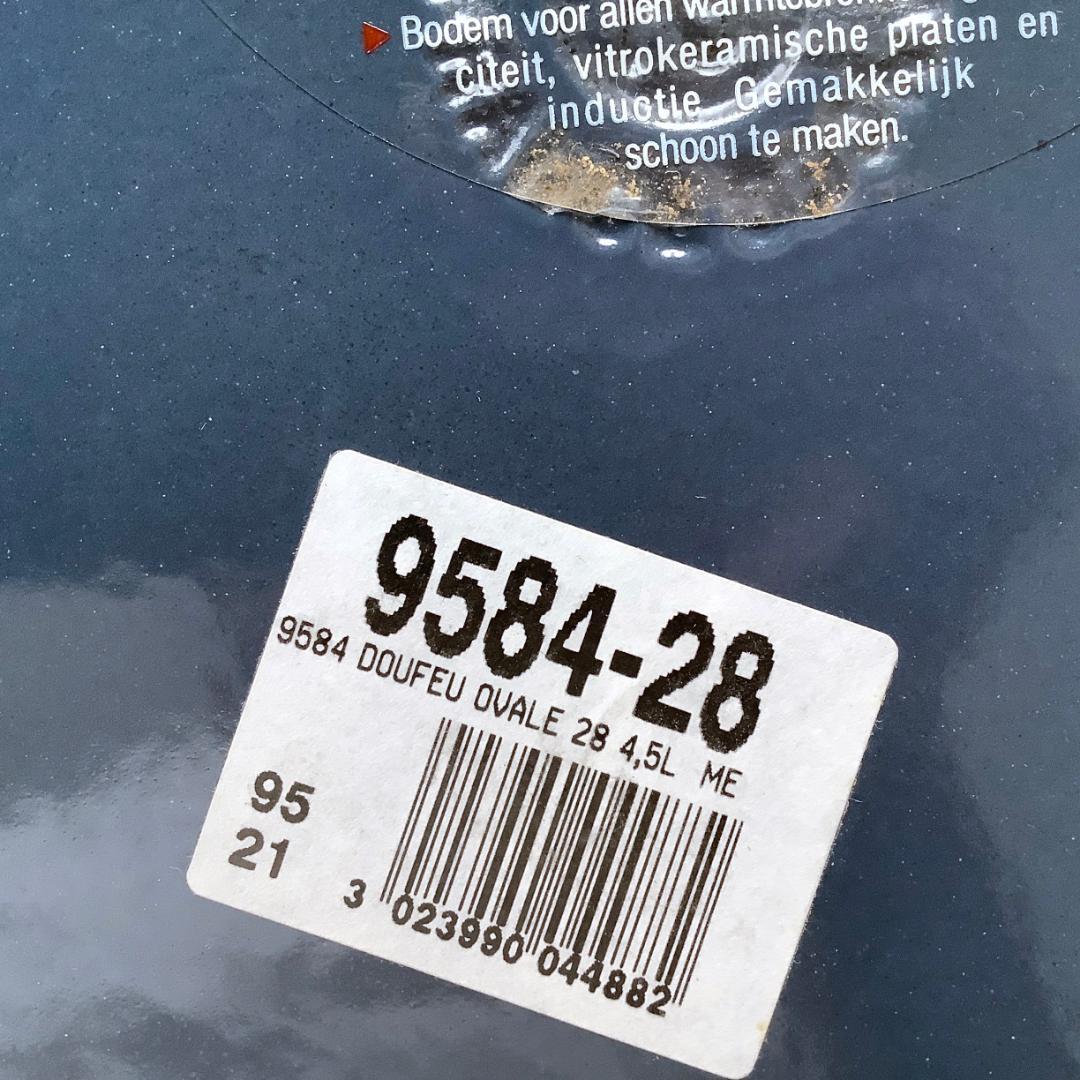 Bodem voor allen
citeit, vitrokeramische platen en
inductie Gemakkelijk
schoon te maken.
9584-28
9584 DOUFEU OVALE 28 4,5L ME
95
21
3 023990 044882